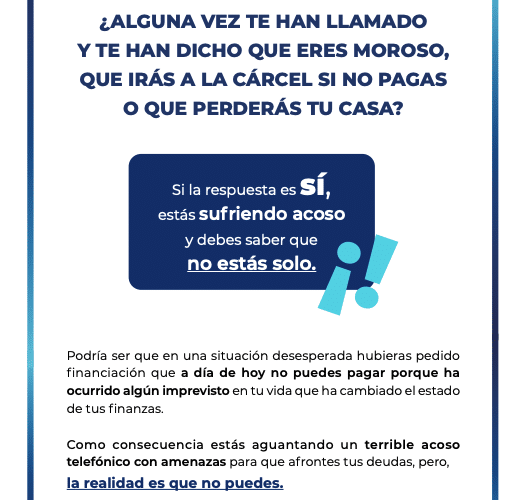 ¿ALGUNA VEZ TE HAN LLAMADO
Y TE HAN DICHO QUE ERES MOROSO,
QUE IRÁS A LA CÁRCEL SI NO PAGAS
O QUE PERDERÁS TU CASA?
Si la respuesta es sí,
estás sufriendo acoso
y debes saber que
no estás solo.
¡!
Podría ser que en una situación desesperada hubieras pedido
financiación que a día de hoy no puedes pagar porque ha
ocurrido algún imprevisto en tu vida que ha cambiado el estado
de tus finanzas.
Como consecuencia estás aguantando un terrible acoso
telefónico con amenazas para que afrontes tus deudas, pero,
la realidad es que no puedes.